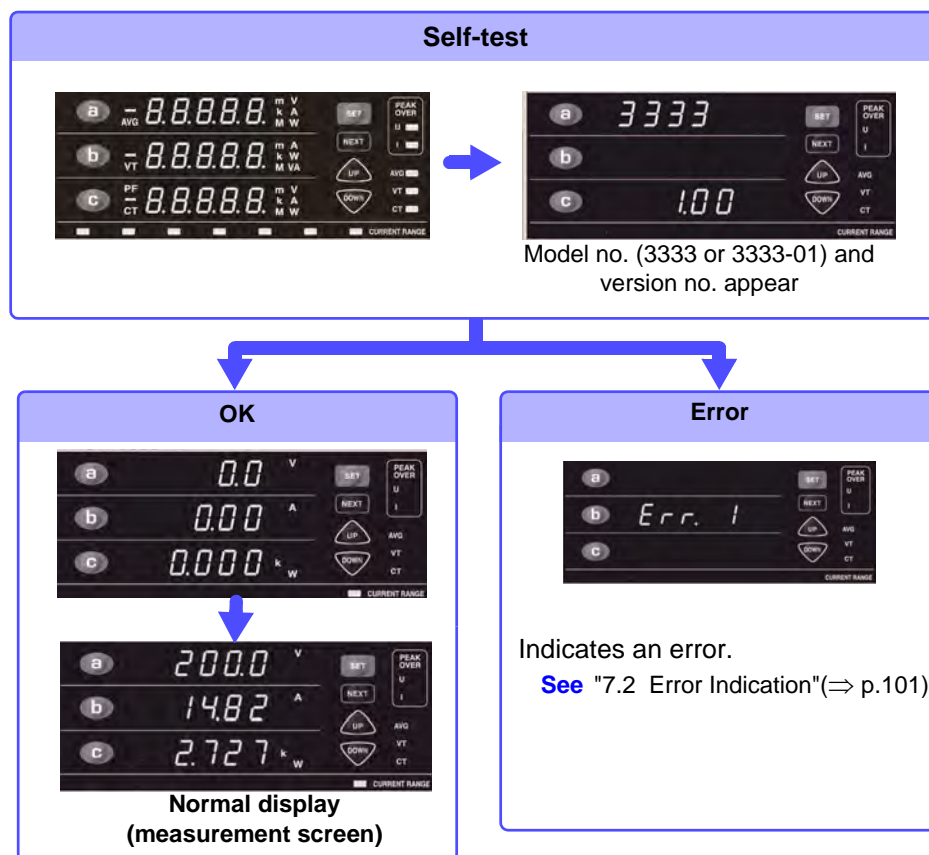 Self-test
a AVG 8.8.8.8.8. m V k A M W SET PEAK OVER U I
b VT 8.8.8.8.8. m A k W M VA NEXT UP AVG
c PF CT 8.8.8.8.8. m V k A M W DOWN VT CT
CURRENT RANGE
a 3333 SET PEAK OVER U I
b NEXT UP AVG
c 1.00 DOWN VT CT
CURRENT RANGE
Model no. (3333 or 3333-01) and
version no. appear
OK
a 0.0 V SET PEAK OVER U I
b 0.00 A NEXT UP AVG
c 0.000 k W DOWN VT CT
CURRENT RANGE
a 200.0 V SET PEAK OVER U I
b 14.82 A NEXT UP AVG
c 2.727 k W DOWN VT CT
CURRENT RANGE
Normal display
(measurement screen)
Error
a SET PEAK OVER U I
b Err. 1 NEXT UP AVG
c DOWN VT CT
CURRENT RANGE
Indicates an error.
See "7.2 Error Indication"(⇒ p.101)